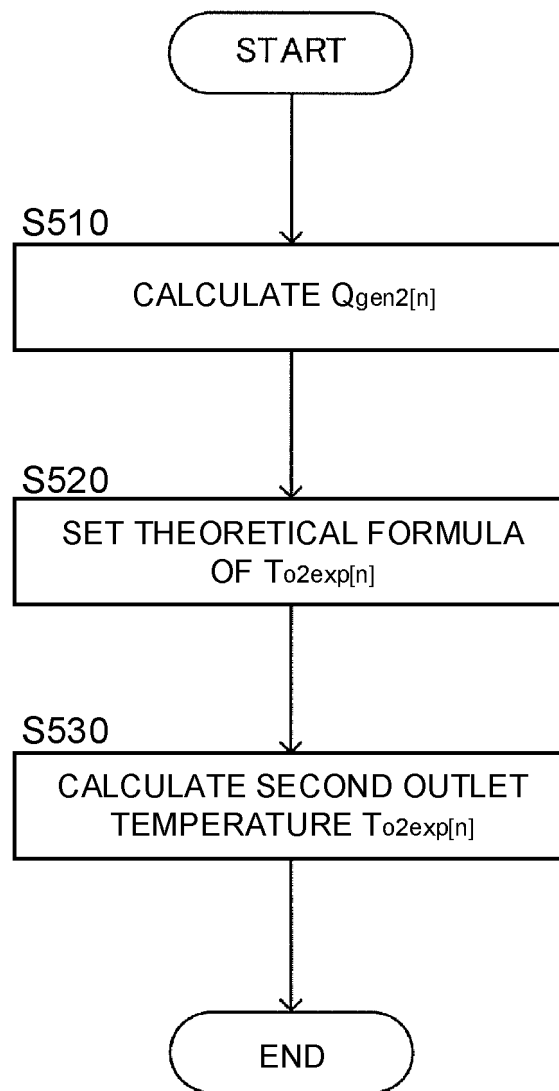 START
S510
CALCULATE Qgen2[n]
S520
SET THEORETICAL FORMULA
OF To2exp[n]
S530
CALCULATE SECOND OUTLET
TEMPERATURE To2exp[n]
END